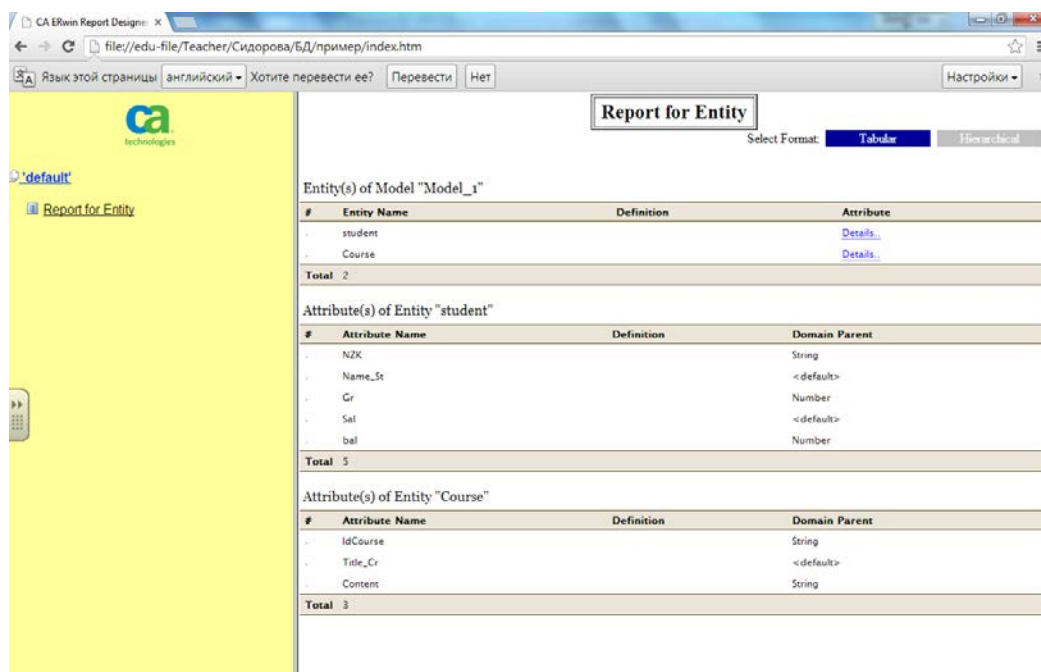 CA ERwin Report Designe
file://edu-file/Teacher/Сидорова/БД/пример/index.htm
Язык этой страницы английский Хотите перевести ее? Перевести Нет Настройки
ca
technologies
'default'
Report for Entity
Report for Entity
Select Format: Tabular Hierarchical
Entity(s) of Model "Model_1"
# Entity Name Definition Attribute
student Details..
Course Details..
Total 2
Attribute(s) of Entity "student"
# Attribute Name Definition Domain Parent
NZK String
Name_St <default>
Gr Number
Sal <default>
bal Number
Total 5
Attribute(s) of Entity "Course"
# Attribute Name Definition Domain Parent
IdCourse String
Title_Cr <default>
Content String
Total 3